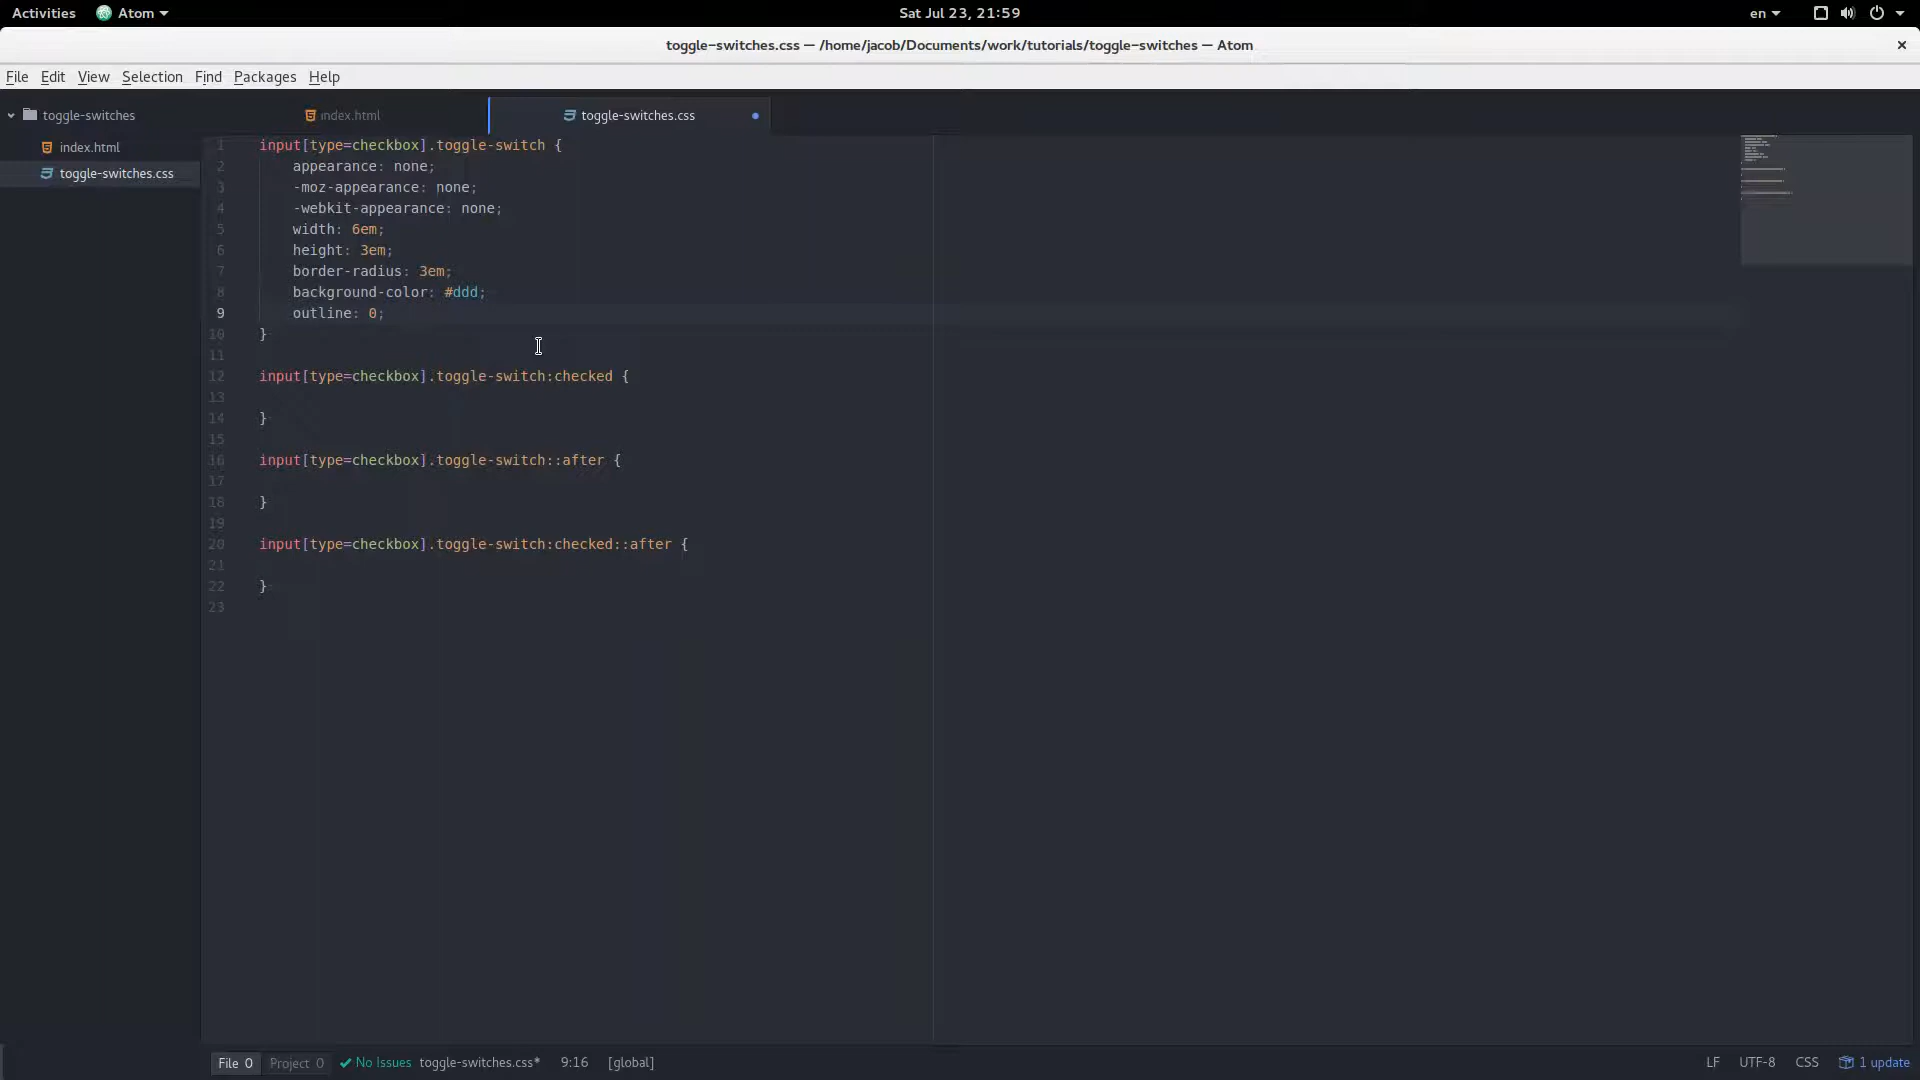 Activities Atom Sat Jul 23, 21:59 en
toggle-switches.css — /home/jacob/Documents/work/tutorials/toggle-switches — Atom
File Edit View Selection Find Packages Help
toggle-switches index.html toggle-switches.css
index.html
toggle-switches.css
1 input[type=checkbox].toggle-switch {
2 appearance: none;
3 -moz-appearance: none;
4 -webkit-appearance: none;
5 width: 6em;
6 height: 3em;
7 border-radius: 3em;
8 background-color: #ddd;
9 outline: 0;
10 }
11
12 input[type=checkbox].toggle-switch:checked {
13
14 }
15
16 input[type=checkbox].toggle-switch::after {
17
18 }
19
20 input[type=checkbox].toggle-switch:checked::after {
21
22 }
23
File 0 Project 0 No Issues toggle-switches.css* 9:16 [global] LF UTF-8 CSS 1 update